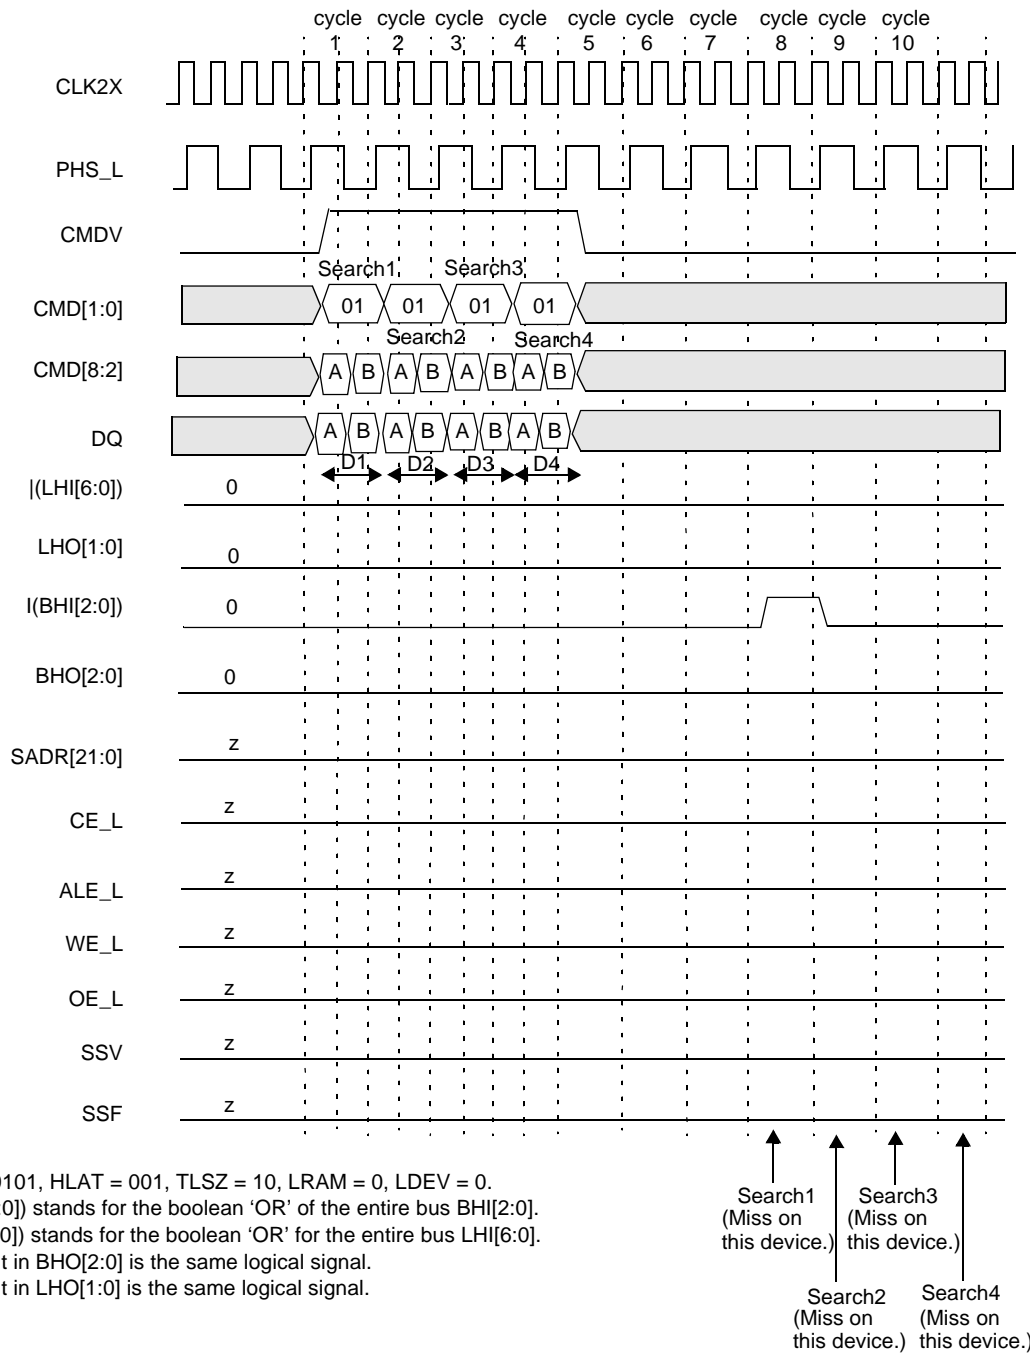 cycle cycle cycle cycle cycle cycle cycle cycle cycle cycle
1 2 3 4 5 6 7 8 9 10
CLK2X
PHS_L
CMDV
Search1 Search3
CMD[1:0] 01 01 01 01
Search2 Search4
CMD[8:2] A B A B A B A B
DQ A B A B A B A B
D1 D2 D3 D4
|(LHI[6:0]) 0
LHO[1:0] 0
I(BHI[2:0]) 0
BHO[2:0] 0
SADR[21:0] z
CE_L z
ALE_L z
WE_L z
OE_L z
SSV z
SSF z
0101, HLAT = 001, TLSZ = 10, LRAM = 0, LDEV = 0.
:0]) stands for the boolean ‘OR’ of the entire bus BHI[2:0].
0]) stands for the boolean ‘OR’ for the entire bus LHI[6:0].
t in BHO[2:0] is the same logical signal.
t in LHO[1:0] is the same logical signal.
Search1
(Miss on
this device.)
Search3
(Miss on
this device.)
Search2
(Miss on
this device.)
Search4
(Miss on
this device.)